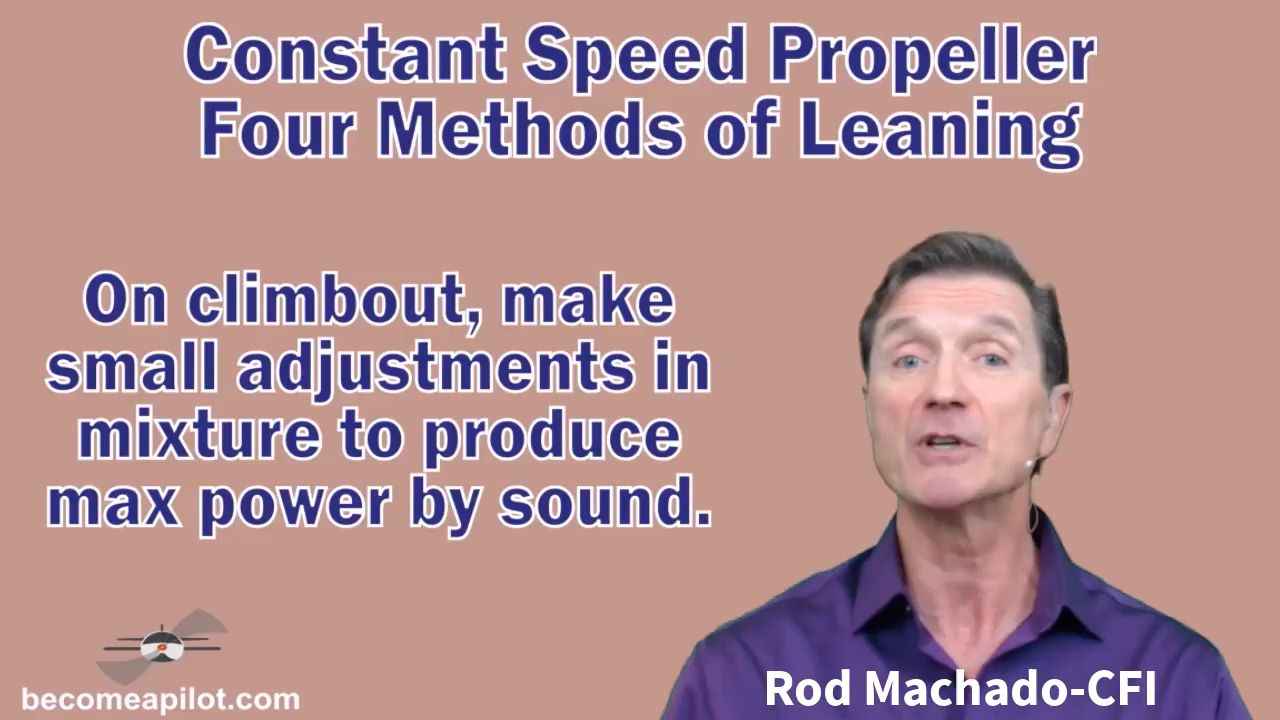 Constant Speed Propeller
Four Methods of Leaning
On climbout, make
small adjustments in
mixture to produce
max power by sound.
becomeapilot.com
Rod Machado-CFI